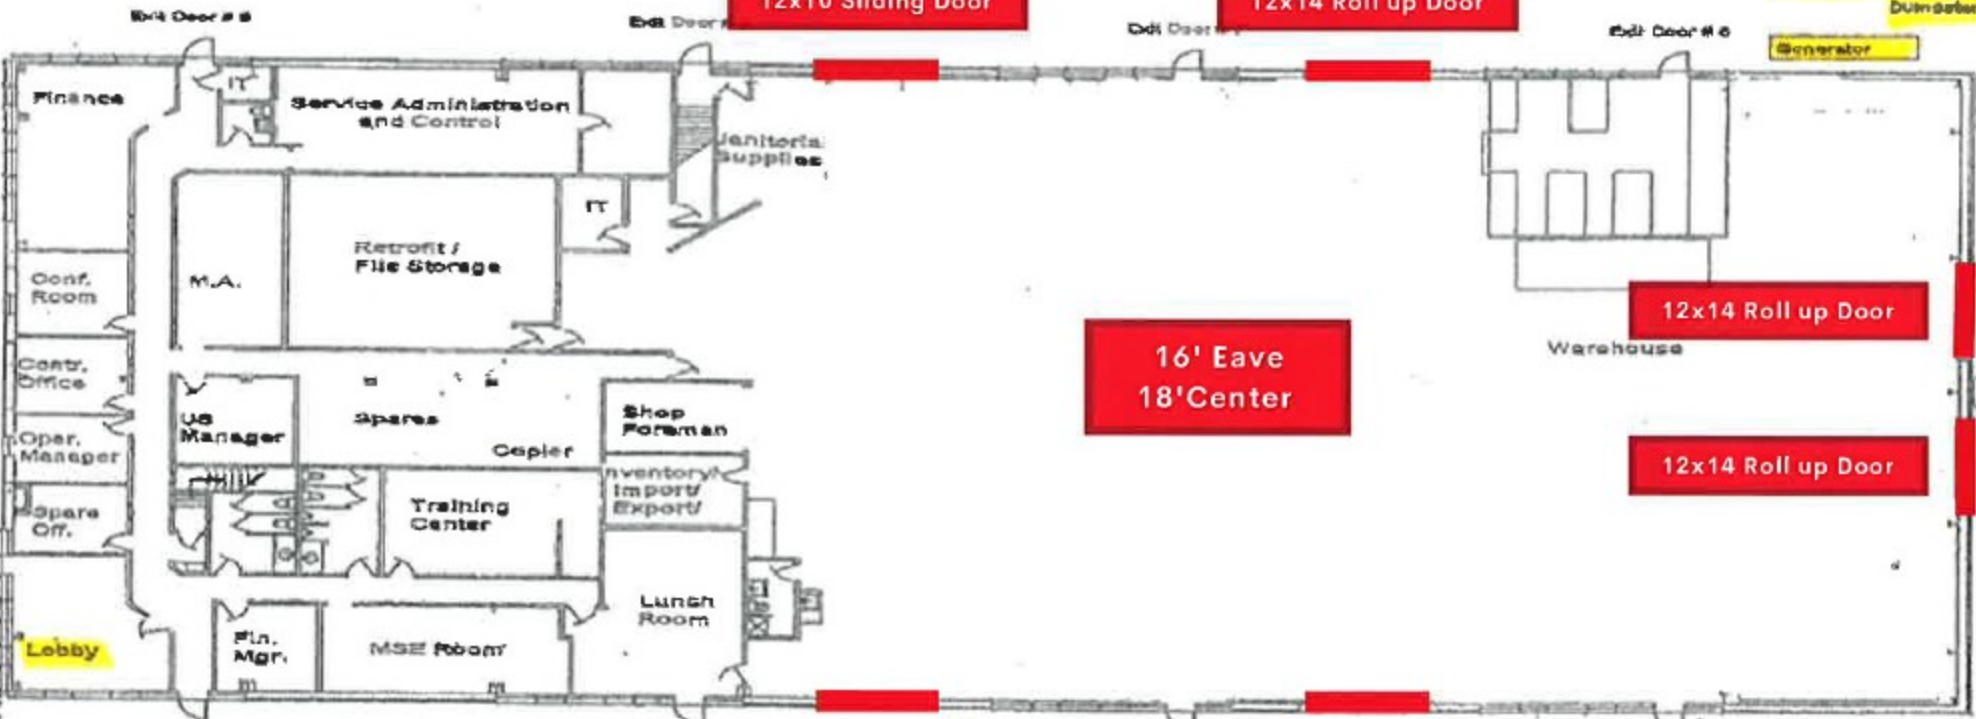 12x10 Sliding Door
12x14 Roll up Door
Dumpster
Exit Door # 8
Exit Door
Exit Door
Exit Door # 6
Generator
Finance
IT
Service Administration
and Control
Janitorial
Supplies
IT
Retrofit /
File Storage
M.A.
Conf.
Room
12x14 Roll up Door
16' Eave
18'Center
Warehouse
Contr.
Office
Spares
Shop
Foreman
US
Manager
Copier
Oper.
Manager
12x14 Roll up Door
Inventory/
Import/
Export/
Training
Center
Spare
Off.
Lunch
Room
Lobby
Fin.
Mgr.
MSE Room